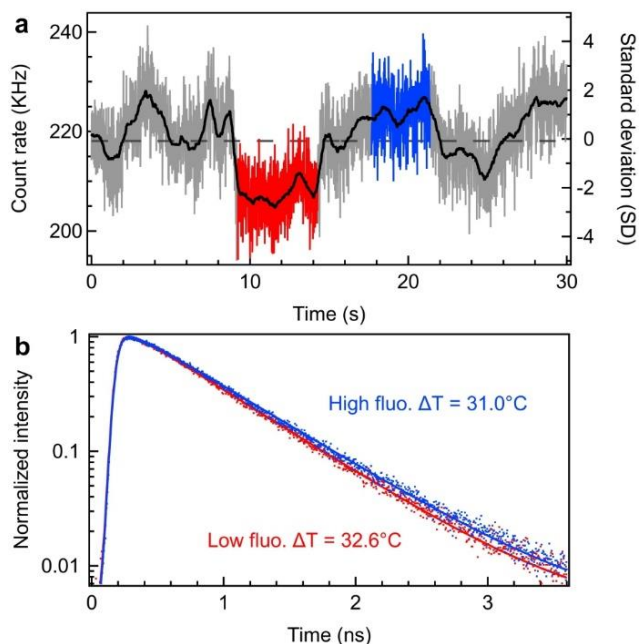 a
Count rate (KHz)
240
220
200
4
2
0
-2
-4
Standard deviation (SD)
0
10
20
30
Time (s)
b
Normalized intensity
1
0.1
0.01
High fluo. ΔT = 31.0°C
Low fluo. ΔT = 32.6°C
0
1
2
3
Time (ns)